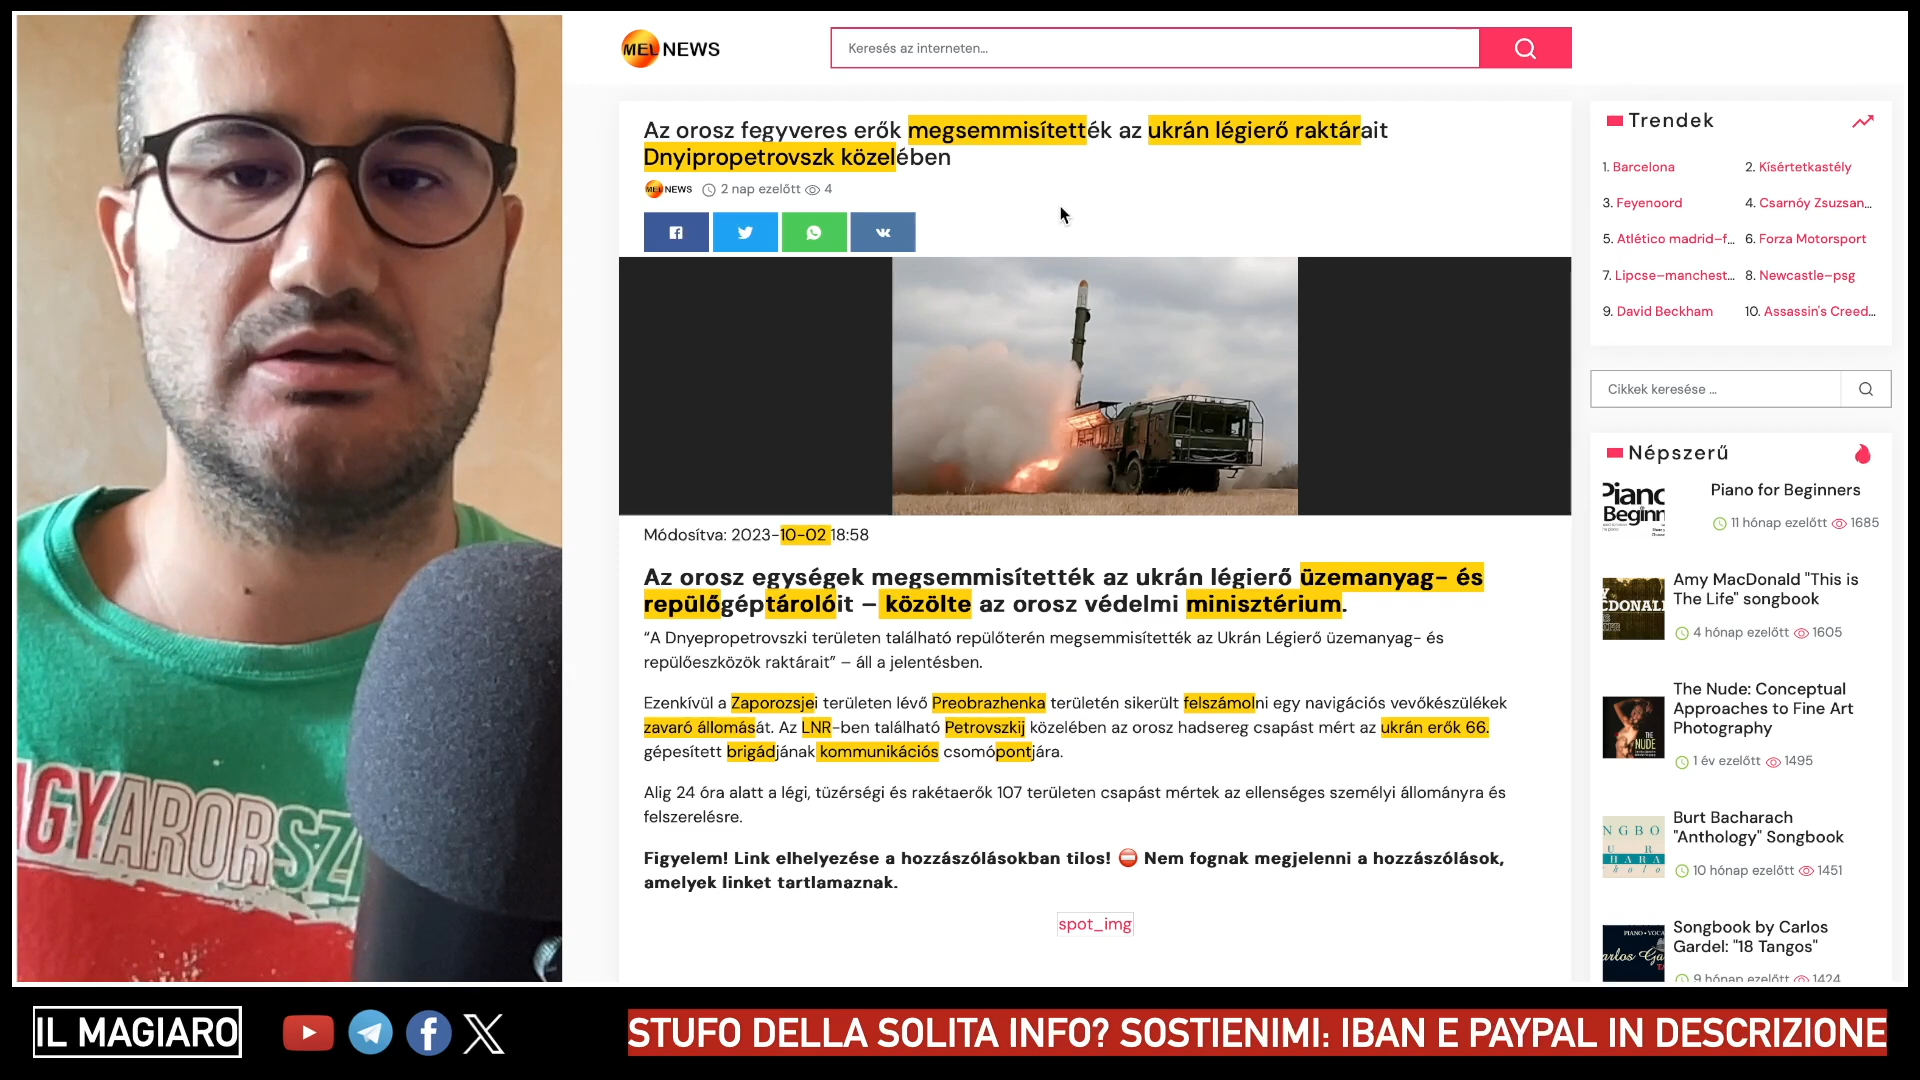 MEL NEWS
Keresés az interneten...
Az orosz fegyveres erők megsemmisítették az ukrán légierő raktárait
Dnyipropetrovszk közelében
MEL NEWS 2 nap ezelőtt 4
Módosítva: 2023-10-02 18:58
Az orosz egységek megsemmisítették az ukrán légierő üzemanyag- és
repülőgéptárolóit – közölte az orosz védelmi minisztérium.
“A Dnyepropetrovszki területen található repülőterén megsemmisítették az Ukrán Légierő üzemanyag- és
repülőeszközök raktárait” – áll a jelentésben.
Ezenkívül a Zaporozsjei területen lévő Preobrazhenka területén sikerült felszámolni egy navigációs vevőkészülékek
zavaró állomását. Az LNR-ben található Petrovszkij közelében az orosz hadsereg csapást mért az ukrán erők 66.
gépesített brigádjának kommunikációs csomópontjára.
Alig 24 óra alatt a légi, tüzérségi és rakétaerők 107 területen csapást mértek az ellenséges személyi állományra és
felszerelésre.
Figyelem! Link elhelyezése a hozzászólásokban tilos! ⛔ Nem fognak megjelenni a hozzászólások,
amelyek linket tartlamaznak.
spot_img
Trendek
1. Barcelona
2. Kísértetkastély
3. Feyenoord
4. Csarnóy Zsuzsan...
5. Atlético madrid–f...
6. Forza Motorsport
7. Lipcse–manchest...
8. Newcastle–psg
9. David Beckham
10. Assassin's Creed...
Cikkek keresése ...
Népszerű
Piano for Beginners
11 hónap ezelőtt 1685
Amy MacDonald "This is
The Life" songbook
4 hónap ezelőtt 1605
The Nude: Conceptual
Approaches to Fine Art
Photography
1 év ezelőtt 1495
Burt Bacharach
"Anthology" Songbook
10 hónap ezelőtt 1451
Songbook by Carlos
Gardel: "18 Tangos"
9 hónap ezelőtt 1424
GYARORSZ
IL MAGIARO
STUFO DELLA SOLITA INFO? SOSTIENIMI: IBAN E PAYPAL IN DESCRIZIONE